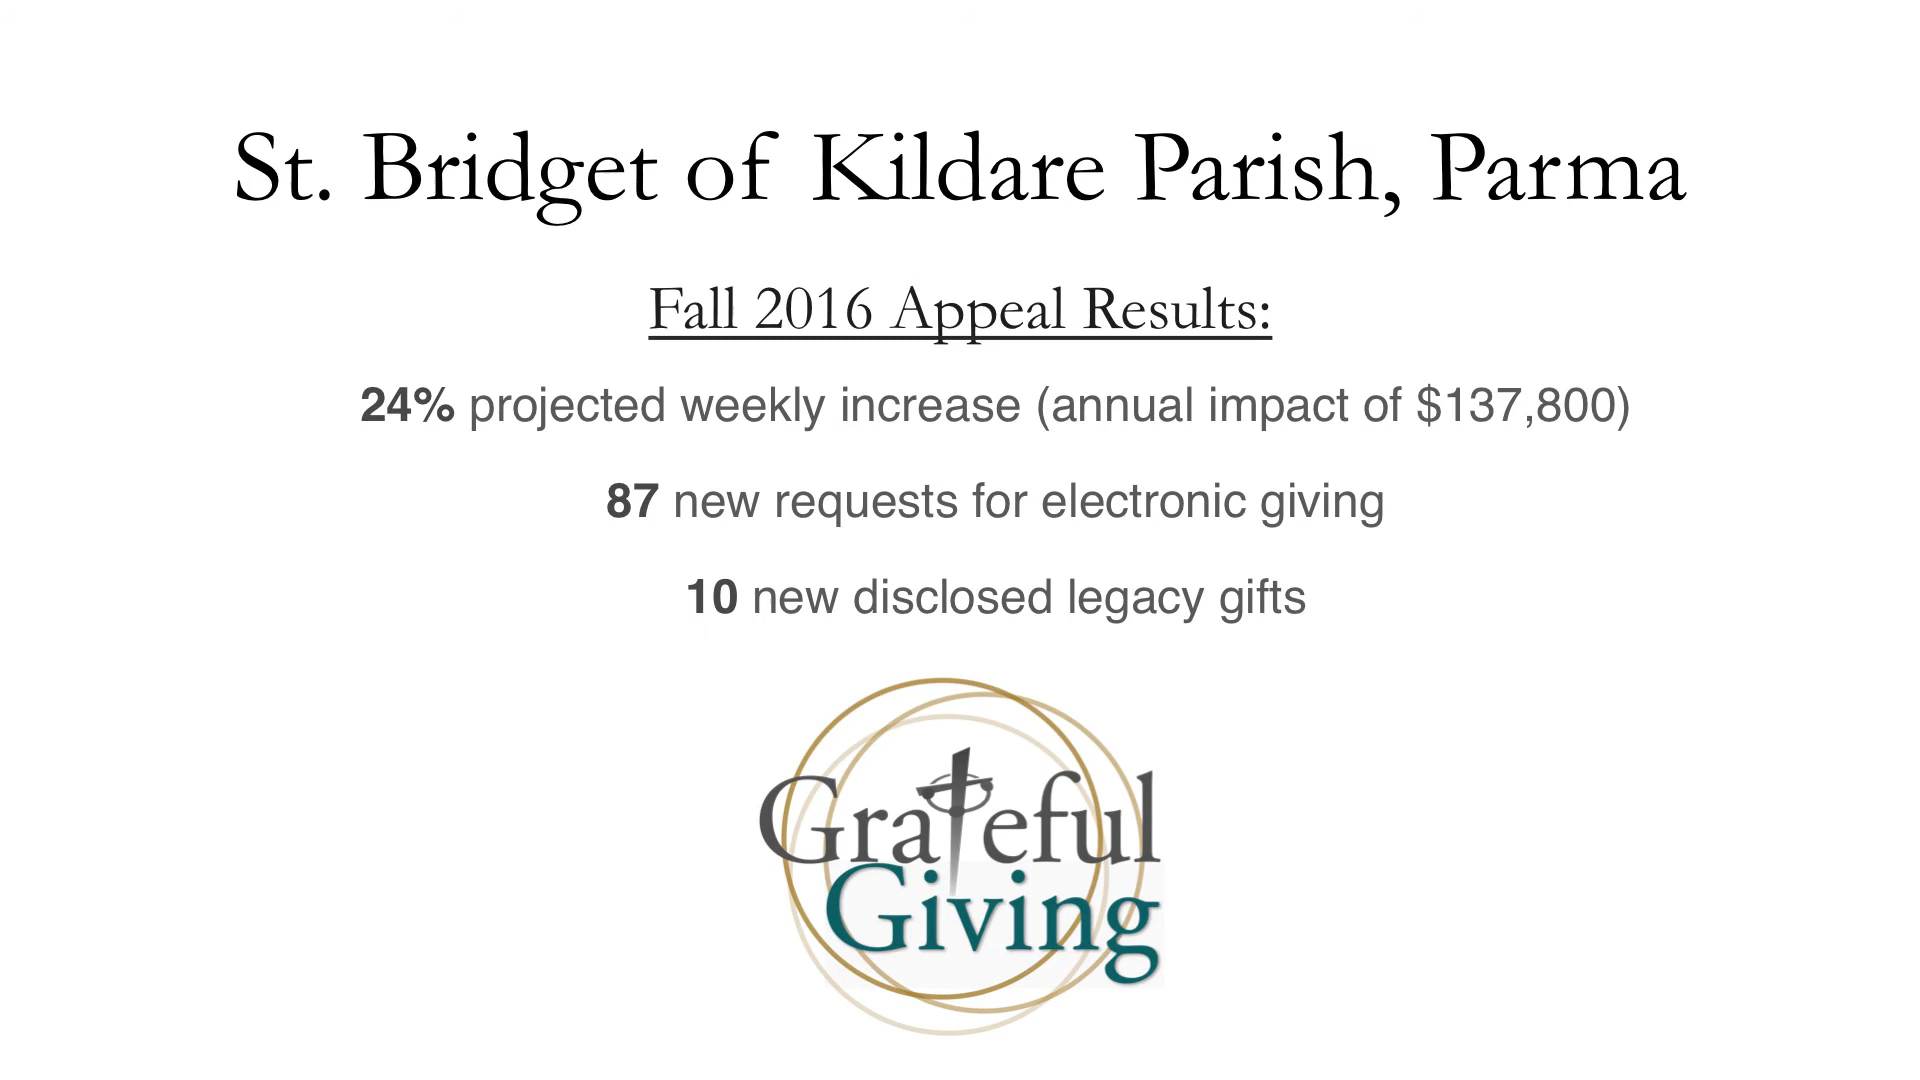 St. Bridget of Kildare Parish, Parma
Fall 2016 Appeal Results:
24% projected weekly increase (annual impact of $137,800)
87 new requests for electronic giving
10 new disclosed legacy gifts
Grateful
Giving